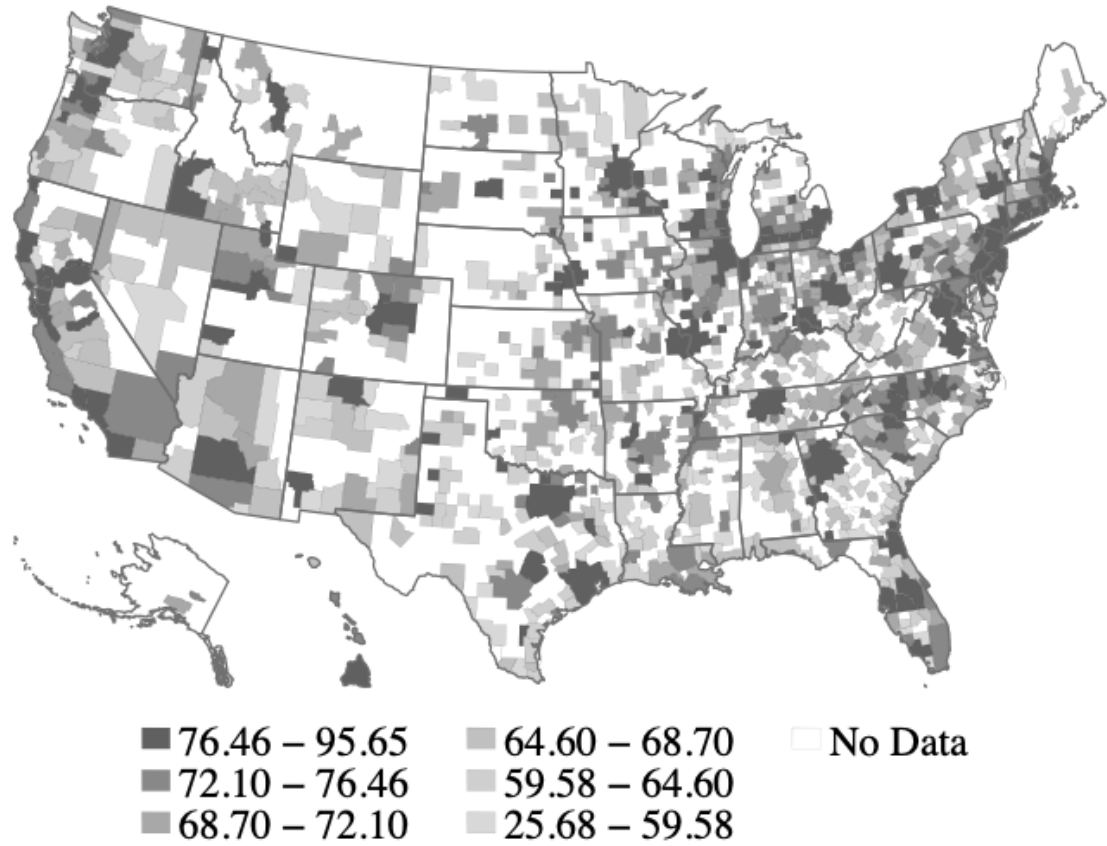 76.46 – 95.65 64.60 – 68.70 No Data
72.10 – 76.46 59.58 – 64.60
68.70 – 72.10 25.68 – 59.58